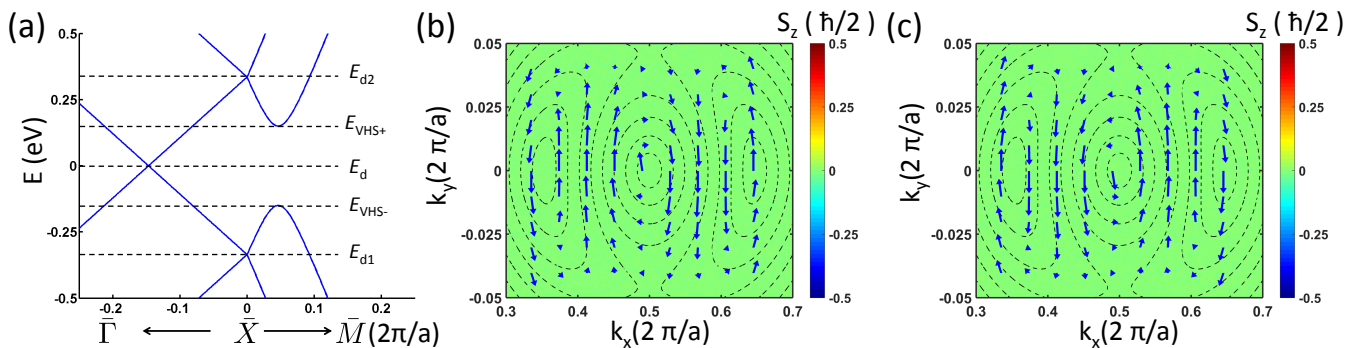 (a)
E (eV)
0.5
0.25
0
-0.25
-0.5
E_d2
E_VHS+
E_d
E_VHS-
E_d1
-0.2 -0.1 0 0.1 0.2
Γ̄ X̄ M̄ (2π/a)
(b)
S_z (ħ/2)
k_y(2 π/a)
0.05
0.025
0
-0.025
-0.05
0.3 0.4 0.5 0.6 0.7
k_x(2 π/a)
0.5
0.25
0
-0.25
-0.5
(c)
S_z (ħ/2)
k_y(2 π/a)
0.05
0.025
0
-0.025
-0.05
0.3 0.4 0.5 0.6 0.7
k_x(2 π/a)
0.5
0.25
0
-0.25
-0.5